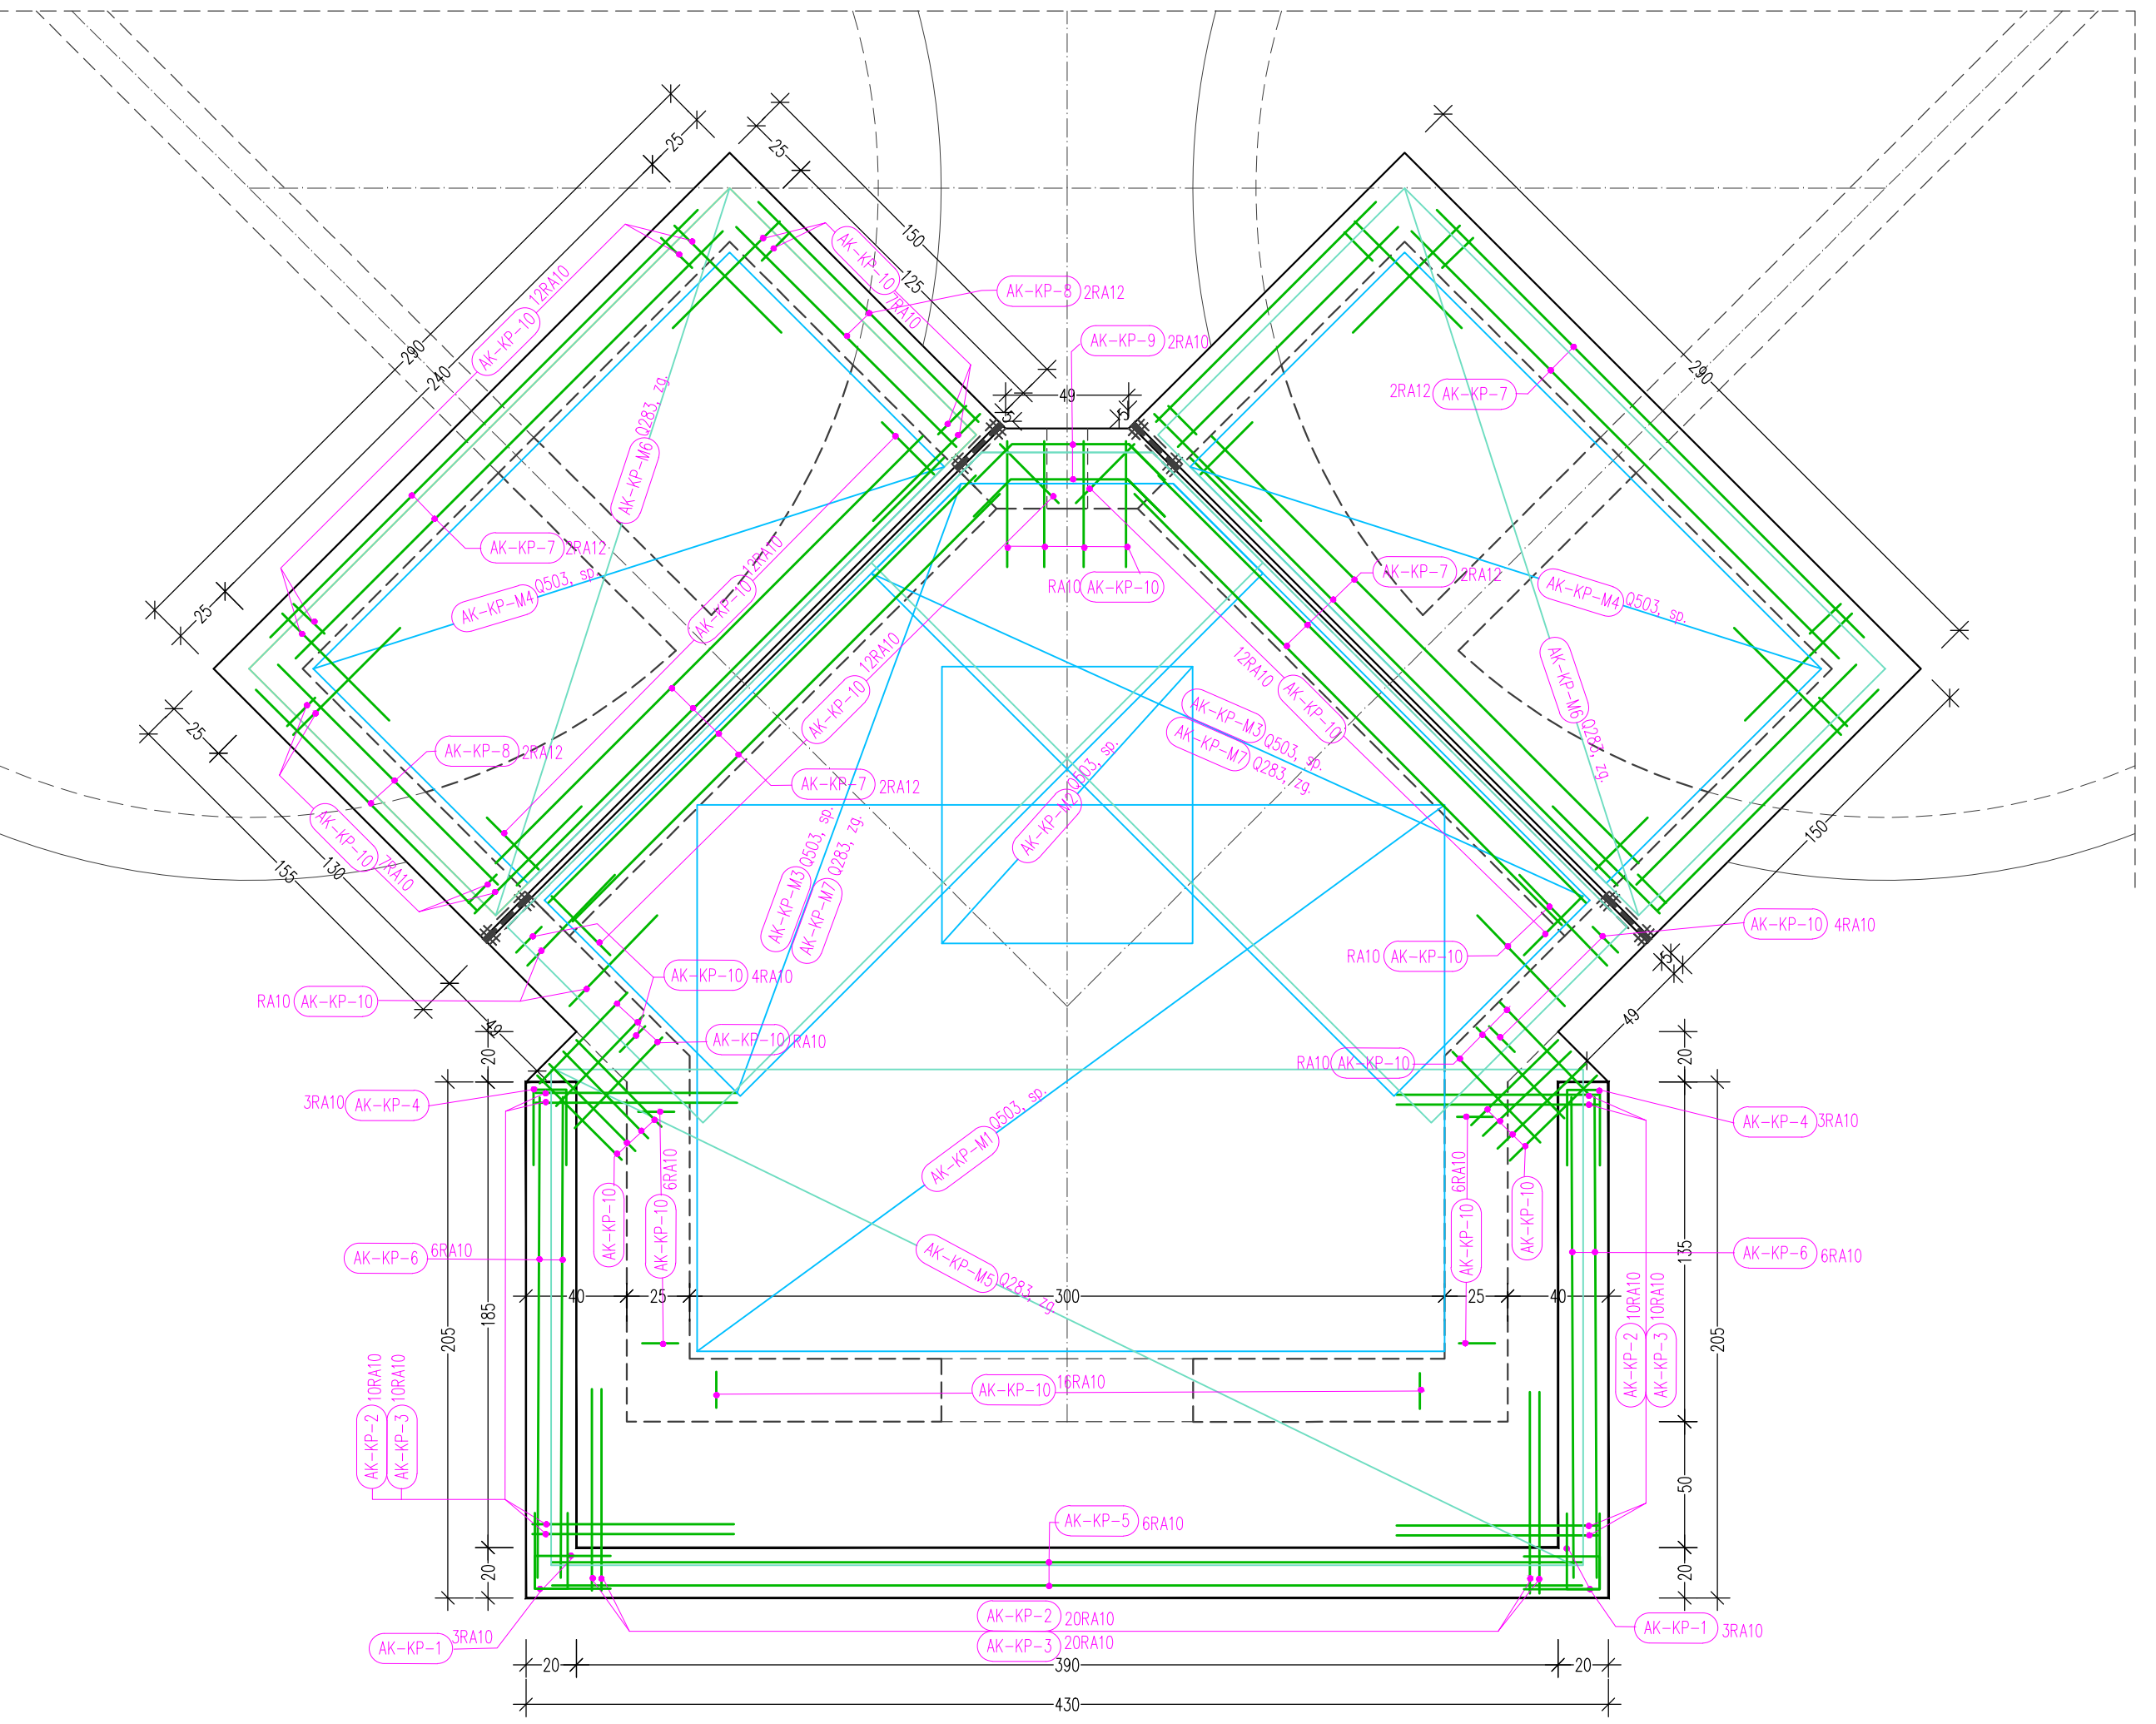 25
25
150
AK-KP-10 12RA10
AK-KP-10 7RA10
125
AK-KP-8 2RA12
AK-KP-9 2RA10
290
240
49
5
5
290
2RA12 AK-KP-7
AK-KP-M6 Q283, zg.
AK-KP-7 2RA12
AK-KP-M4 Q503, sp.
25
AK-KP-10 12RA10
RA10 AK-KP-10
AK-KP-7 2RA12
AK-KP-M4 Q503, sp.
AK-KP-M6 Q283, zg.
AK-KP-10 12RA10
12RA10 AK-KP-10
25
AK-KP-8 2RA12
AK-KP-7 2RA12
AK-KP-M3 Q503, sp.
AK-KP-M7 Q283, zg.
AK-KP-M2 Q503, sp.
AK-KP-10 7RA10
155
130
150
AK-KP-M3 Q503, sp.
AK-KP-M7 Q283, zg.
AK-KP-10 4RA10
RA10 AK-KP-10
5
AK-KP-10 4RA10
RA10 AK-KP-10
49
49
AK-KP-10 RA10
RA10 AK-KP-10
20
20
3RA10 AK-KP-4
AK-KP-4 3RA10
AK-KP-M1 Q503, sp.
AK-KP-10
AK-KP-10 6RA10
AK-KP-10 6RA10
AK-KP-10
AK-KP-6 6RA10
AK-KP-6 6RA10
AK-KP-M5 Q283, zg.
135
40
25
300
25
40
185
205
205
AK-KP-2 10RA10
AK-KP-3 10RA10
AK-KP-10 16RA10
AK-KP-2 10RA10
AK-KP-3 10RA10
50
AK-KP-5 6RA10
20
20
AK-KP-2 20RA10
AK-KP-3 20RA10
AK-KP-1 3RA10
AK-KP-1 3RA10
20
390
20
430